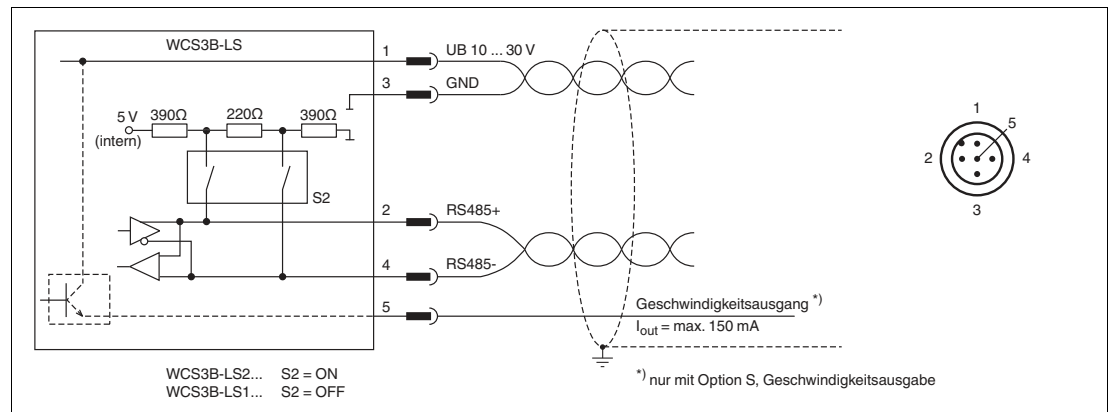 WCS3B-LS
1
UB 10 ... 30 V
3
GND
5 V
(intern)
390Ω
220Ω
390Ω
S2
2
RS485+
4
RS485-
5
Geschwindigkeitsausgang *)
Iout = max. 150 mA
WCS3B-LS2... S2 = ON
WCS3B-LS1... S2 = OFF
*) nur mit Option S, Geschwindigkeitsausgabe
1
5
2
4
3